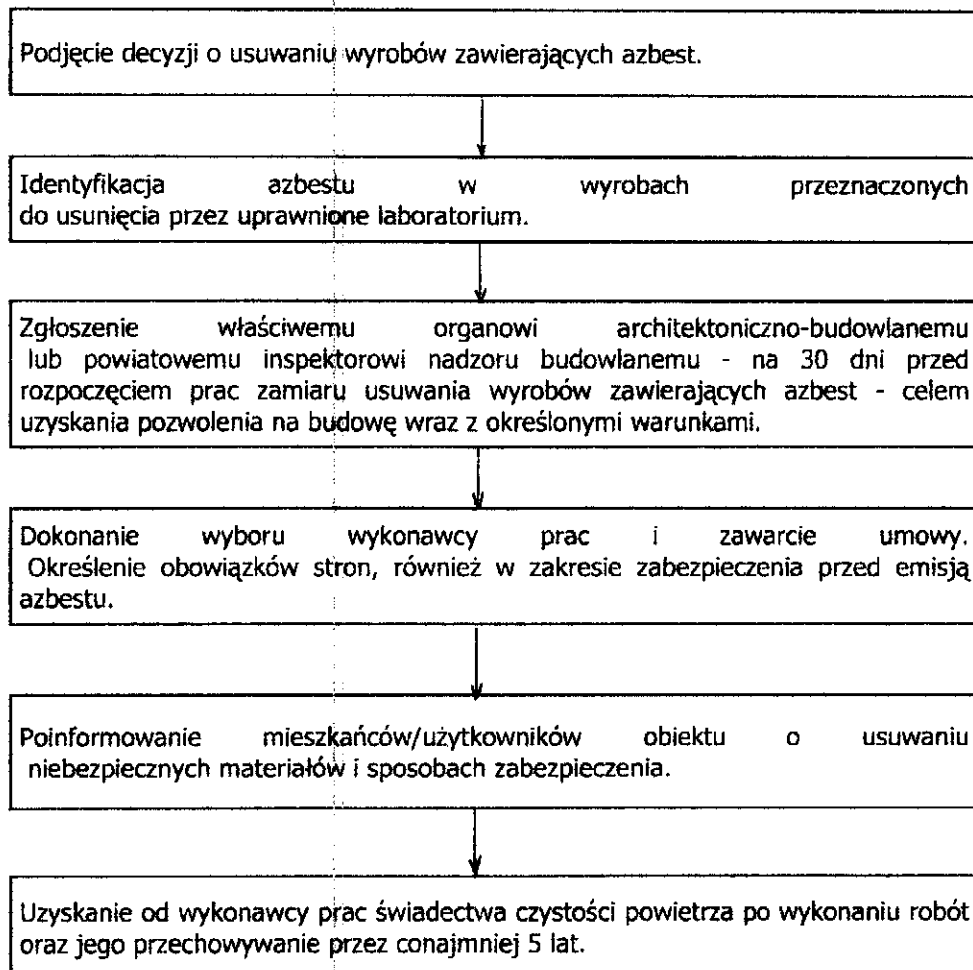 Podjęcie decyzji o usuwaniu wyrobów zawierających azbest.
Identyfikacja azbestu w wyrobach przeznaczonych
do usunięcia przez uprawnione laboratorium.
Zgłoszenie właściwemu organowi architektoniczno-budowlanemu
lub powiatowemu inspektorowi nadzoru budowlanemu - na 30 dni przed
rozpoczęciem prac zamiaru usuwania wyrobów zawierających azbest - celem
uzyskania pozwolenia na budowę wraz z określonymi warunkami.
Dokonanie wyboru wykonawcy prac i zawarcie umowy.
Określenie obowiązków stron, również w zakresie zabezpieczenia przed emisją
azbestu.
Poinformowanie mieszkańców/użytkowników obiektu o usuwaniu
niebezpiecznych materiałów i sposobach zabezpieczenia.
Uzyskanie od wykonawcy prac świadectwa czystości powietrza po wykonaniu robót
oraz jego przechowywanie przez conajmniej 5 lat.